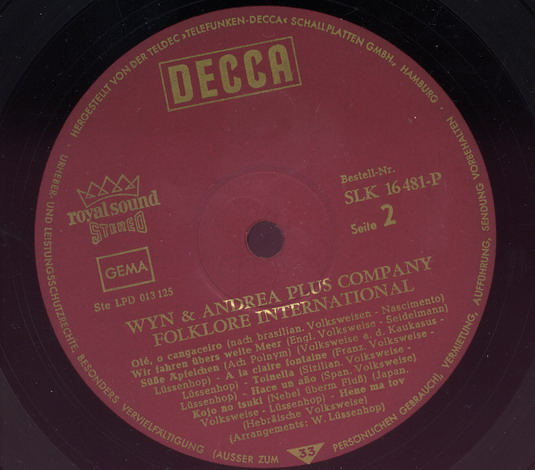 HERGESTELLT VON DER TELDEC »TELEFUNKEN-DECCA« SCHALLPLATTEN GMBH., HAMBURG
DECCA
royal sound
STEREO
GEMA
Ste LPD 013 125
Bestell-Nr.
SLK 16 481-P
Seite 2
WYN & ANDREA PLUS COMPANY
FOLKLORE INTERNATIONAL
Olé, o cangaceiro (nach brasilian. Volksweisen - Nascimento)
Wir fahren übers weite Meer (Engl. Volksweise - Seidelmann)
Süße Äpfelchen (Ach Polnym) (Volksweise a. d. Kaukasus -
Lüssenhop) - A la claire fontaine (Franz. Volksweise -
Lüssenhop) - Toinella (Sizilian. Volksweise -
Lüssenhop) - Hace un año (Span. Volksweise)
Kojo no tsuki (Nebel überm Fluß) (Japan.
Volksweise - Lüssenhop) - Hene ma tov
(Hebräische Volksweise)
(Arrangements: W. Lüssenhop)
33
URHEBER- UND LEISTUNGSSCHUTZRECHTE, BESONDERS VERVIELFÄLTIGUNG (AUSSER ZUM PERSÖNLICHEN GEBRAUCH), VERMIETUNG, AUFFÜHRUNG, SENDUNG VORBEHALTEN